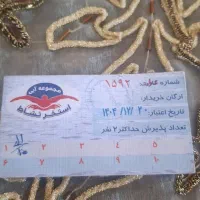 مجموعه آبی
استخر نشاط
شماره کارت: ۱۵۹۲
ارگان خریدار:
تاریخ اعتبار: ۱۴۰۴/۱۲/۲۰
تعداد پذیرش حداکثر ۲ نفر
۱ ۲ ۳ ۴ ۵
۶ ۷ ۸ ۹ ۱۰